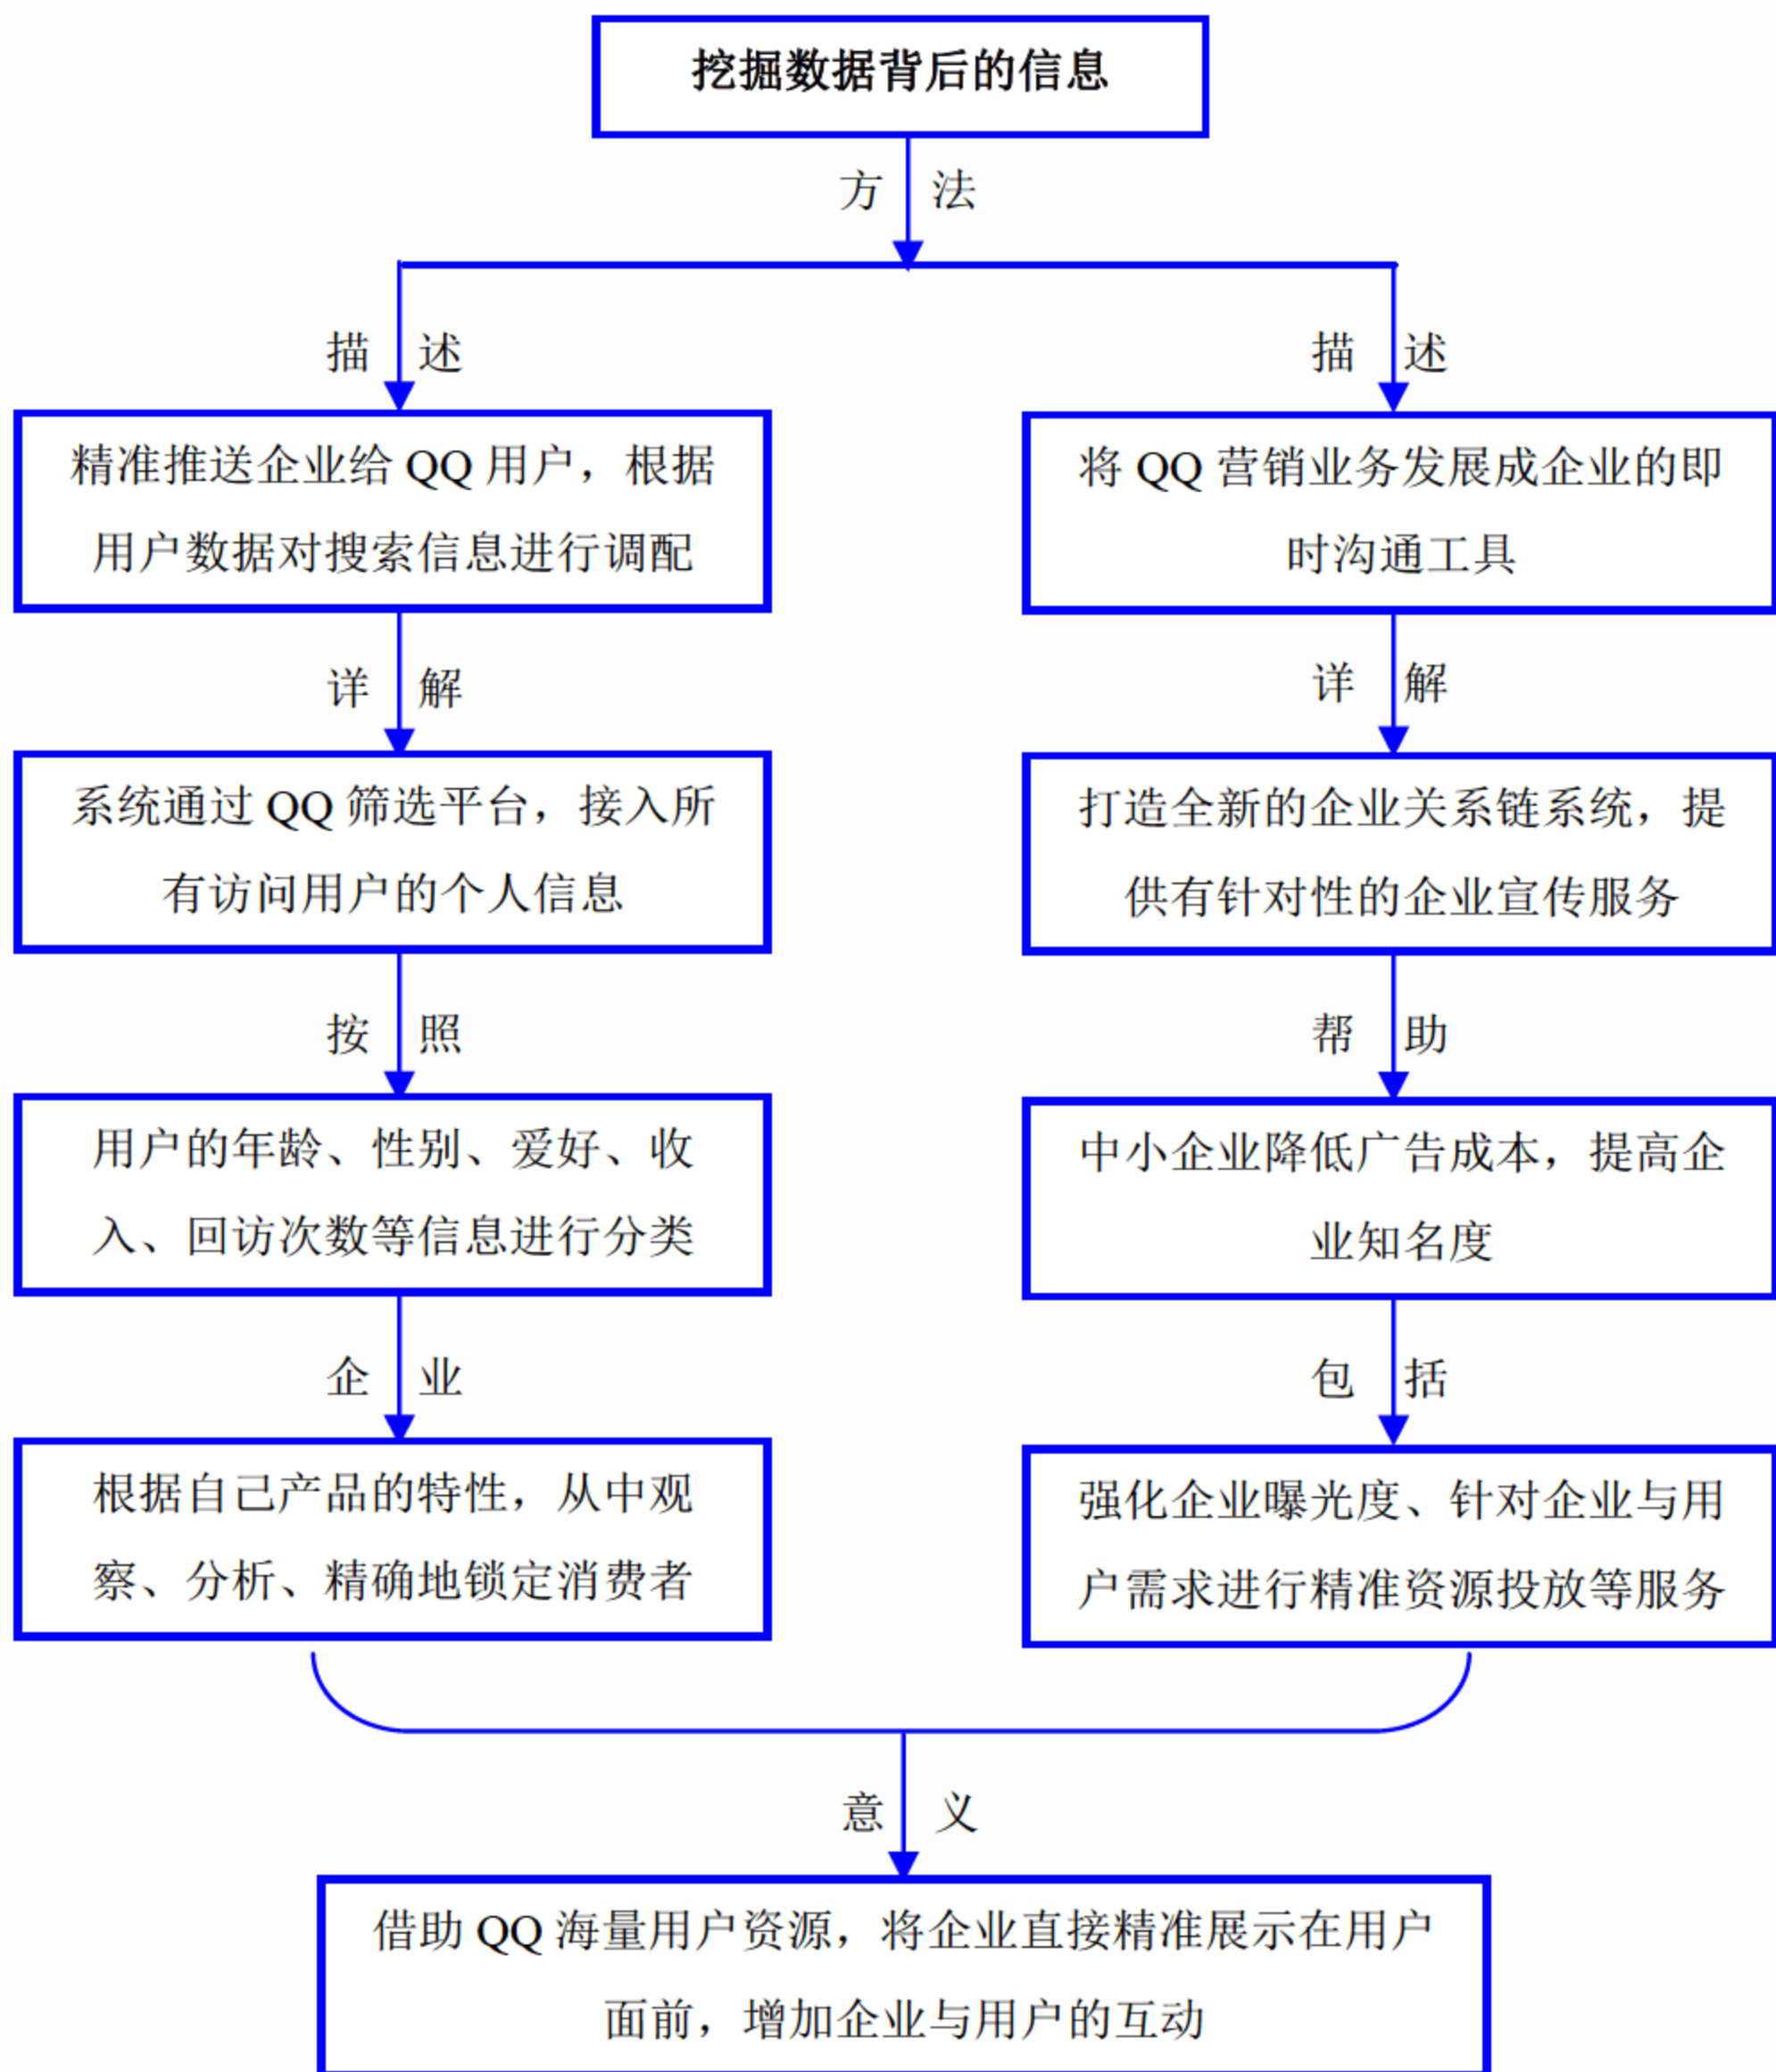 挖掘数据背后的信息
方 法
描 述
精准推送企业给 QQ 用户，根据
用户数据对搜索信息进行调配
详 解
系统通过 QQ 筛选平台，接入所
有访问用户的个人信息
按 照
用户的年龄、性别、爱好、收
入、回访次数等信息进行分类
企 业
根据自己产品的特性，从中观
察、分析、精确地锁定消费者
描 述
将 QQ 营销业务发展成企业的即
时沟通工具
详 解
打造全新的企业关系链系统，提
供有针对性的企业宣传服务
帮 助
中小企业降低广告成本，提高企
业知名度
包 括
强化企业曝光度、针对企业与用
户需求进行精准资源投放等服务
意 义
借助 QQ 海量用户资源，将企业直接精准展示在用户
面前，增加企业与用户的互动